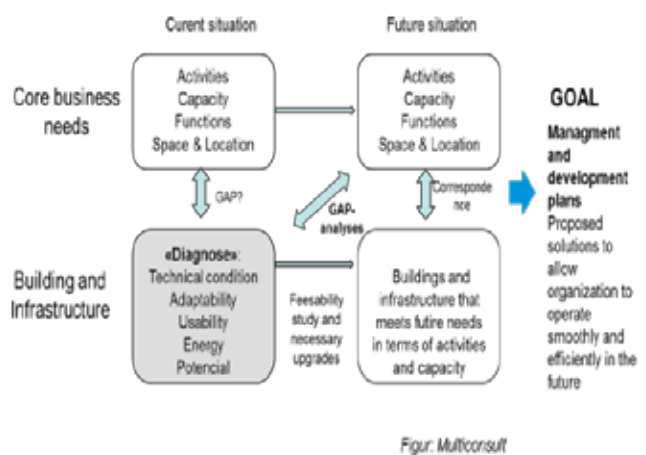 Curent situation
Future situation
Core business
needs
Activities
Capacity
Functions
Space & Location
Activities
Capacity
Functions
Space & Location
GOAL
Managment
and
development
plans
Proposed
solutions to
allow
organization to
operate
smoothly and
efficiently in the
future
GAP?
GAP-
analyses
Corresponde
nce
Building and
Infrastructure
«Diagnose»:
Technical condition
Adaptability
Usability
Energy
Potencial
Feesability
study and
necessary
upgrades
Buildings and
infrastructure that
meets futire needs
in terms of activities
and capacity
Figur: Multiconsult